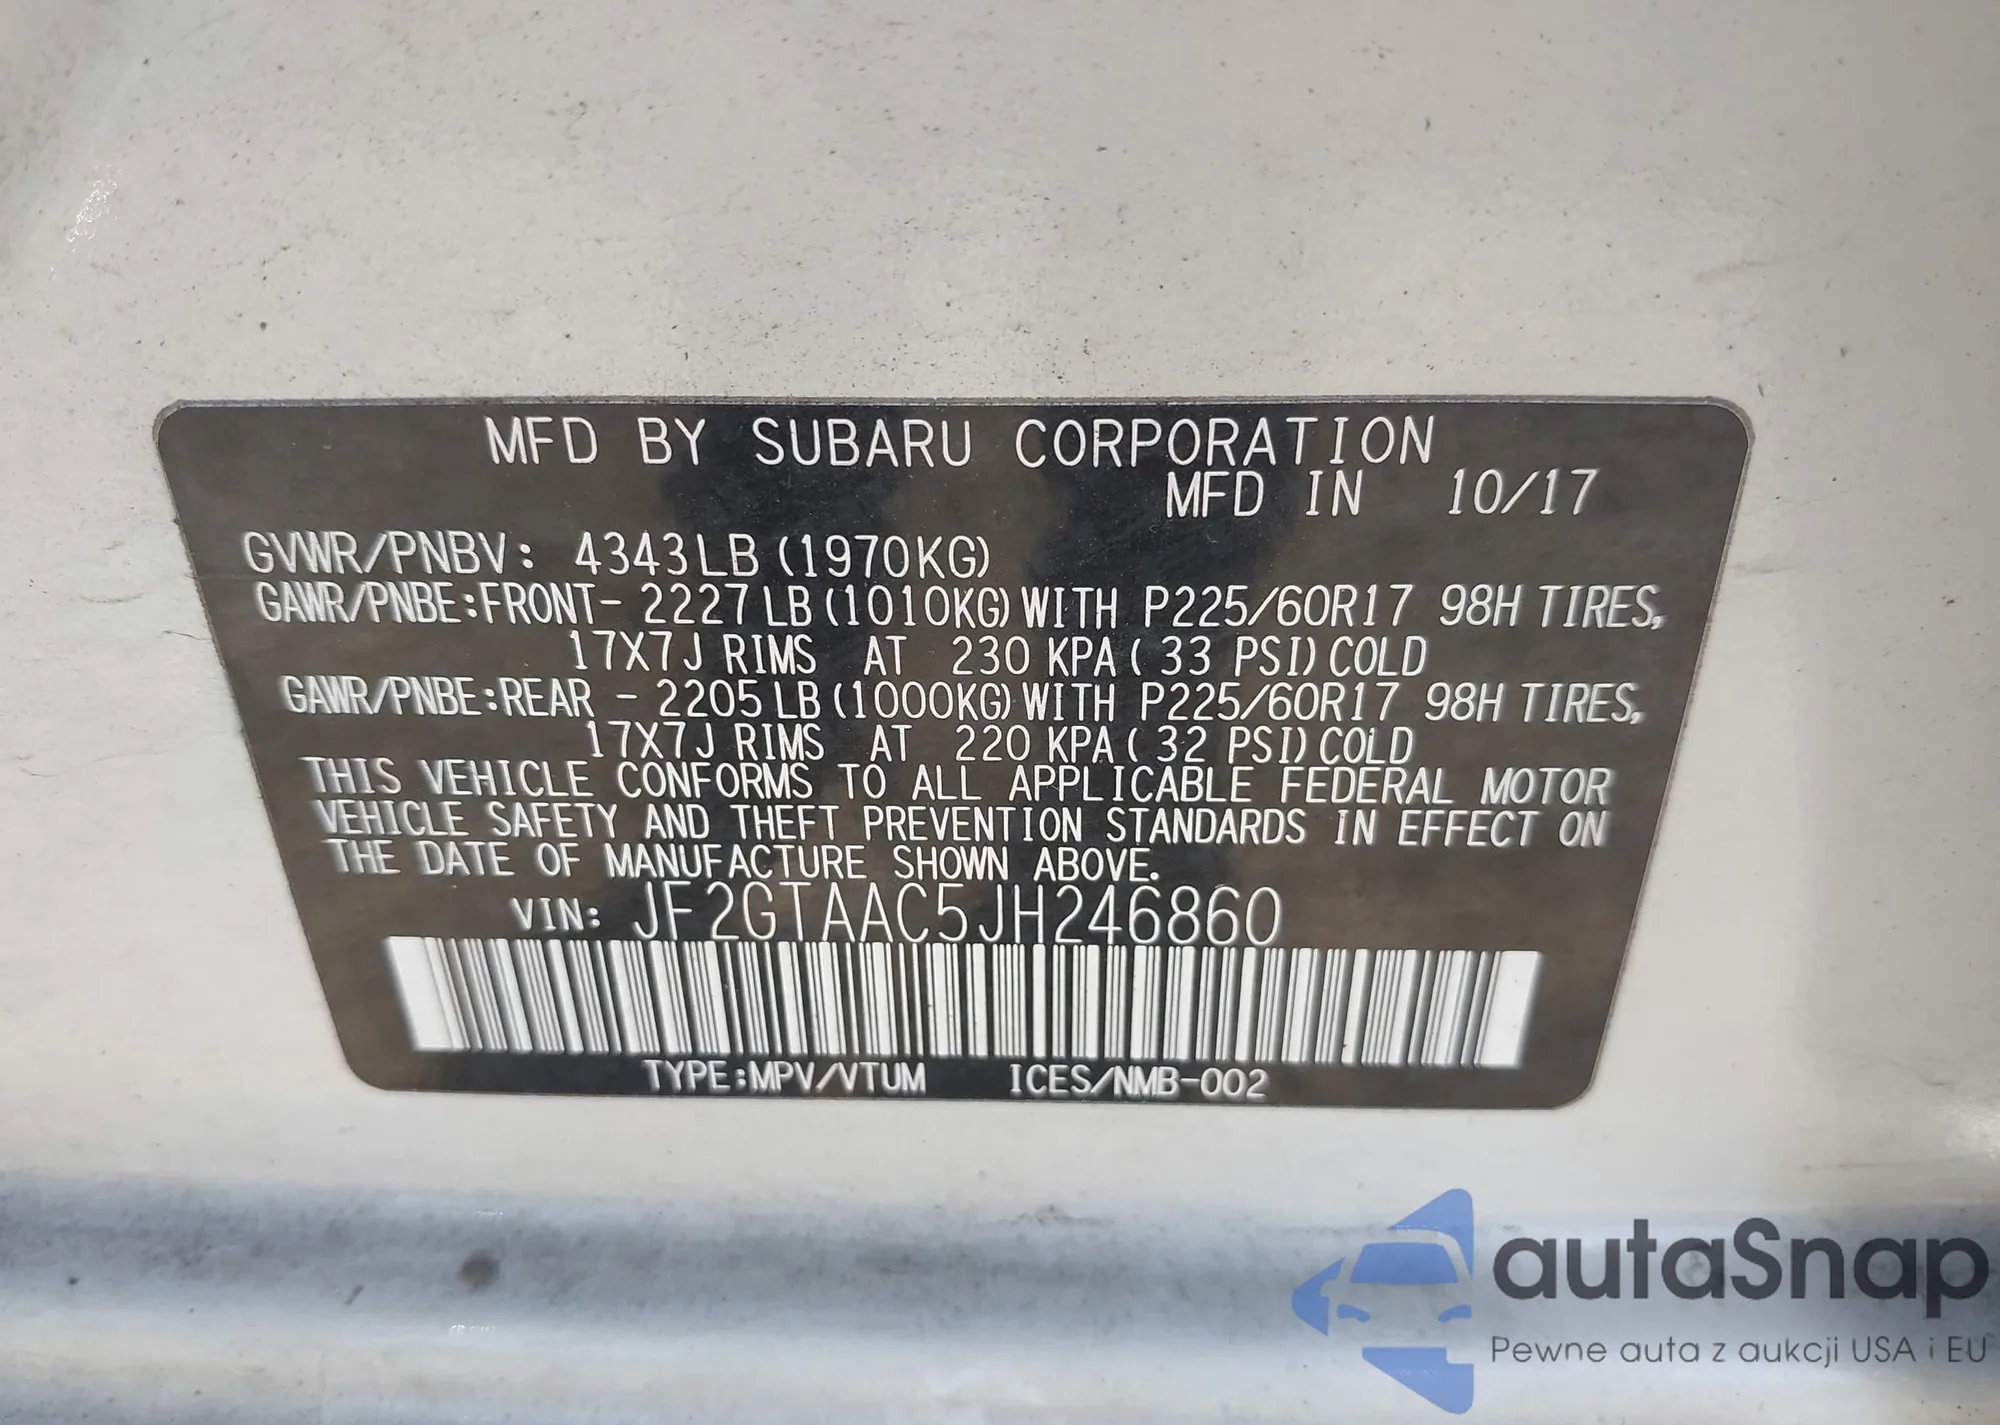 MFD BY SUBARU CORPORATION
MFD IN 10/17
GVWR/PNBV: 4343LB (1970KG)
GAWR/PNBE:FRONT- 2227LB (1010KG) WITH P225/60R17 98H TIRES,
17X7J RIMS AT 230 KPA ( 33 PSI) COLD
GAWR/PNBE:REAR - 2205LB (1000KG) WITH P225/60R17 98H TIRES,
17X7J RIMS AT 220 KPA ( 32 PSI) COLD
THIS VEHICLE CONFORMS TO ALL APPLICABLE FEDERAL MOTOR
VEHICLE SAFETY AND THEFT PREVENTION STANDARDS IN EFFECT ON
THE DATE OF MANUFACTURE SHOWN ABOVE.
VIN: JF2GTAAC5JH246860
TYPE:MPV/VTUM ICES/NMB-002
autaSnap
Pewne auta z aukcji USA i EU